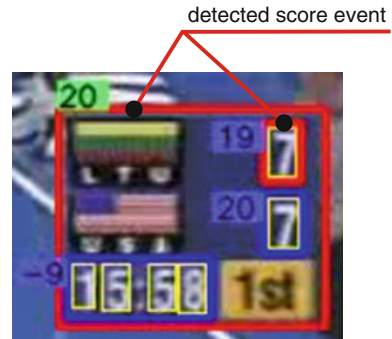 detected score event
20
LTU 19 7
USA 20 7
-9 15:58 1st